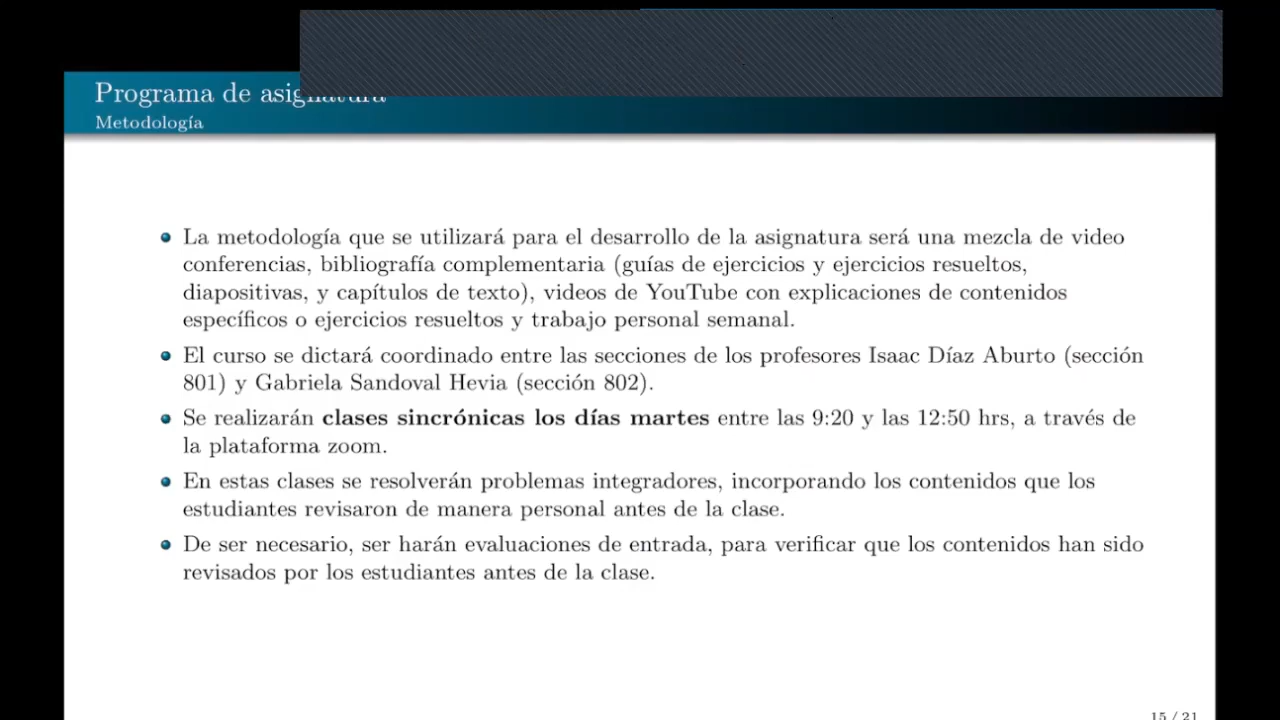 Programa de asignatura
Metodología
La metodología que se utilizará para el desarrollo de la asignatura será una mezcla de video
conferencias, bibliografía complementaria (guías de ejercicios y ejercicios resueltos,
diapositivas, y capítulos de texto), videos de YouTube con explicaciones de contenidos
específicos o ejercicios resueltos y trabajo personal semanal.
El curso se dictará coordinado entre las secciones de los profesores Isaac Díaz Aburto (sección
801) y Gabriela Sandoval Hevia (sección 802).
Se realizarán clases sincrónicas los días martes entre las 9:20 y las 12:50 hrs, a través de
la plataforma zoom.
En estas clases se resolverán problemas integradores, incorporando los contenidos que los
estudiantes revisaron de manera personal antes de la clase.
De ser necesario, ser harán evaluaciones de entrada, para verificar que los contenidos han sido
revisados por los estudiantes antes de la clase.
15 / 21